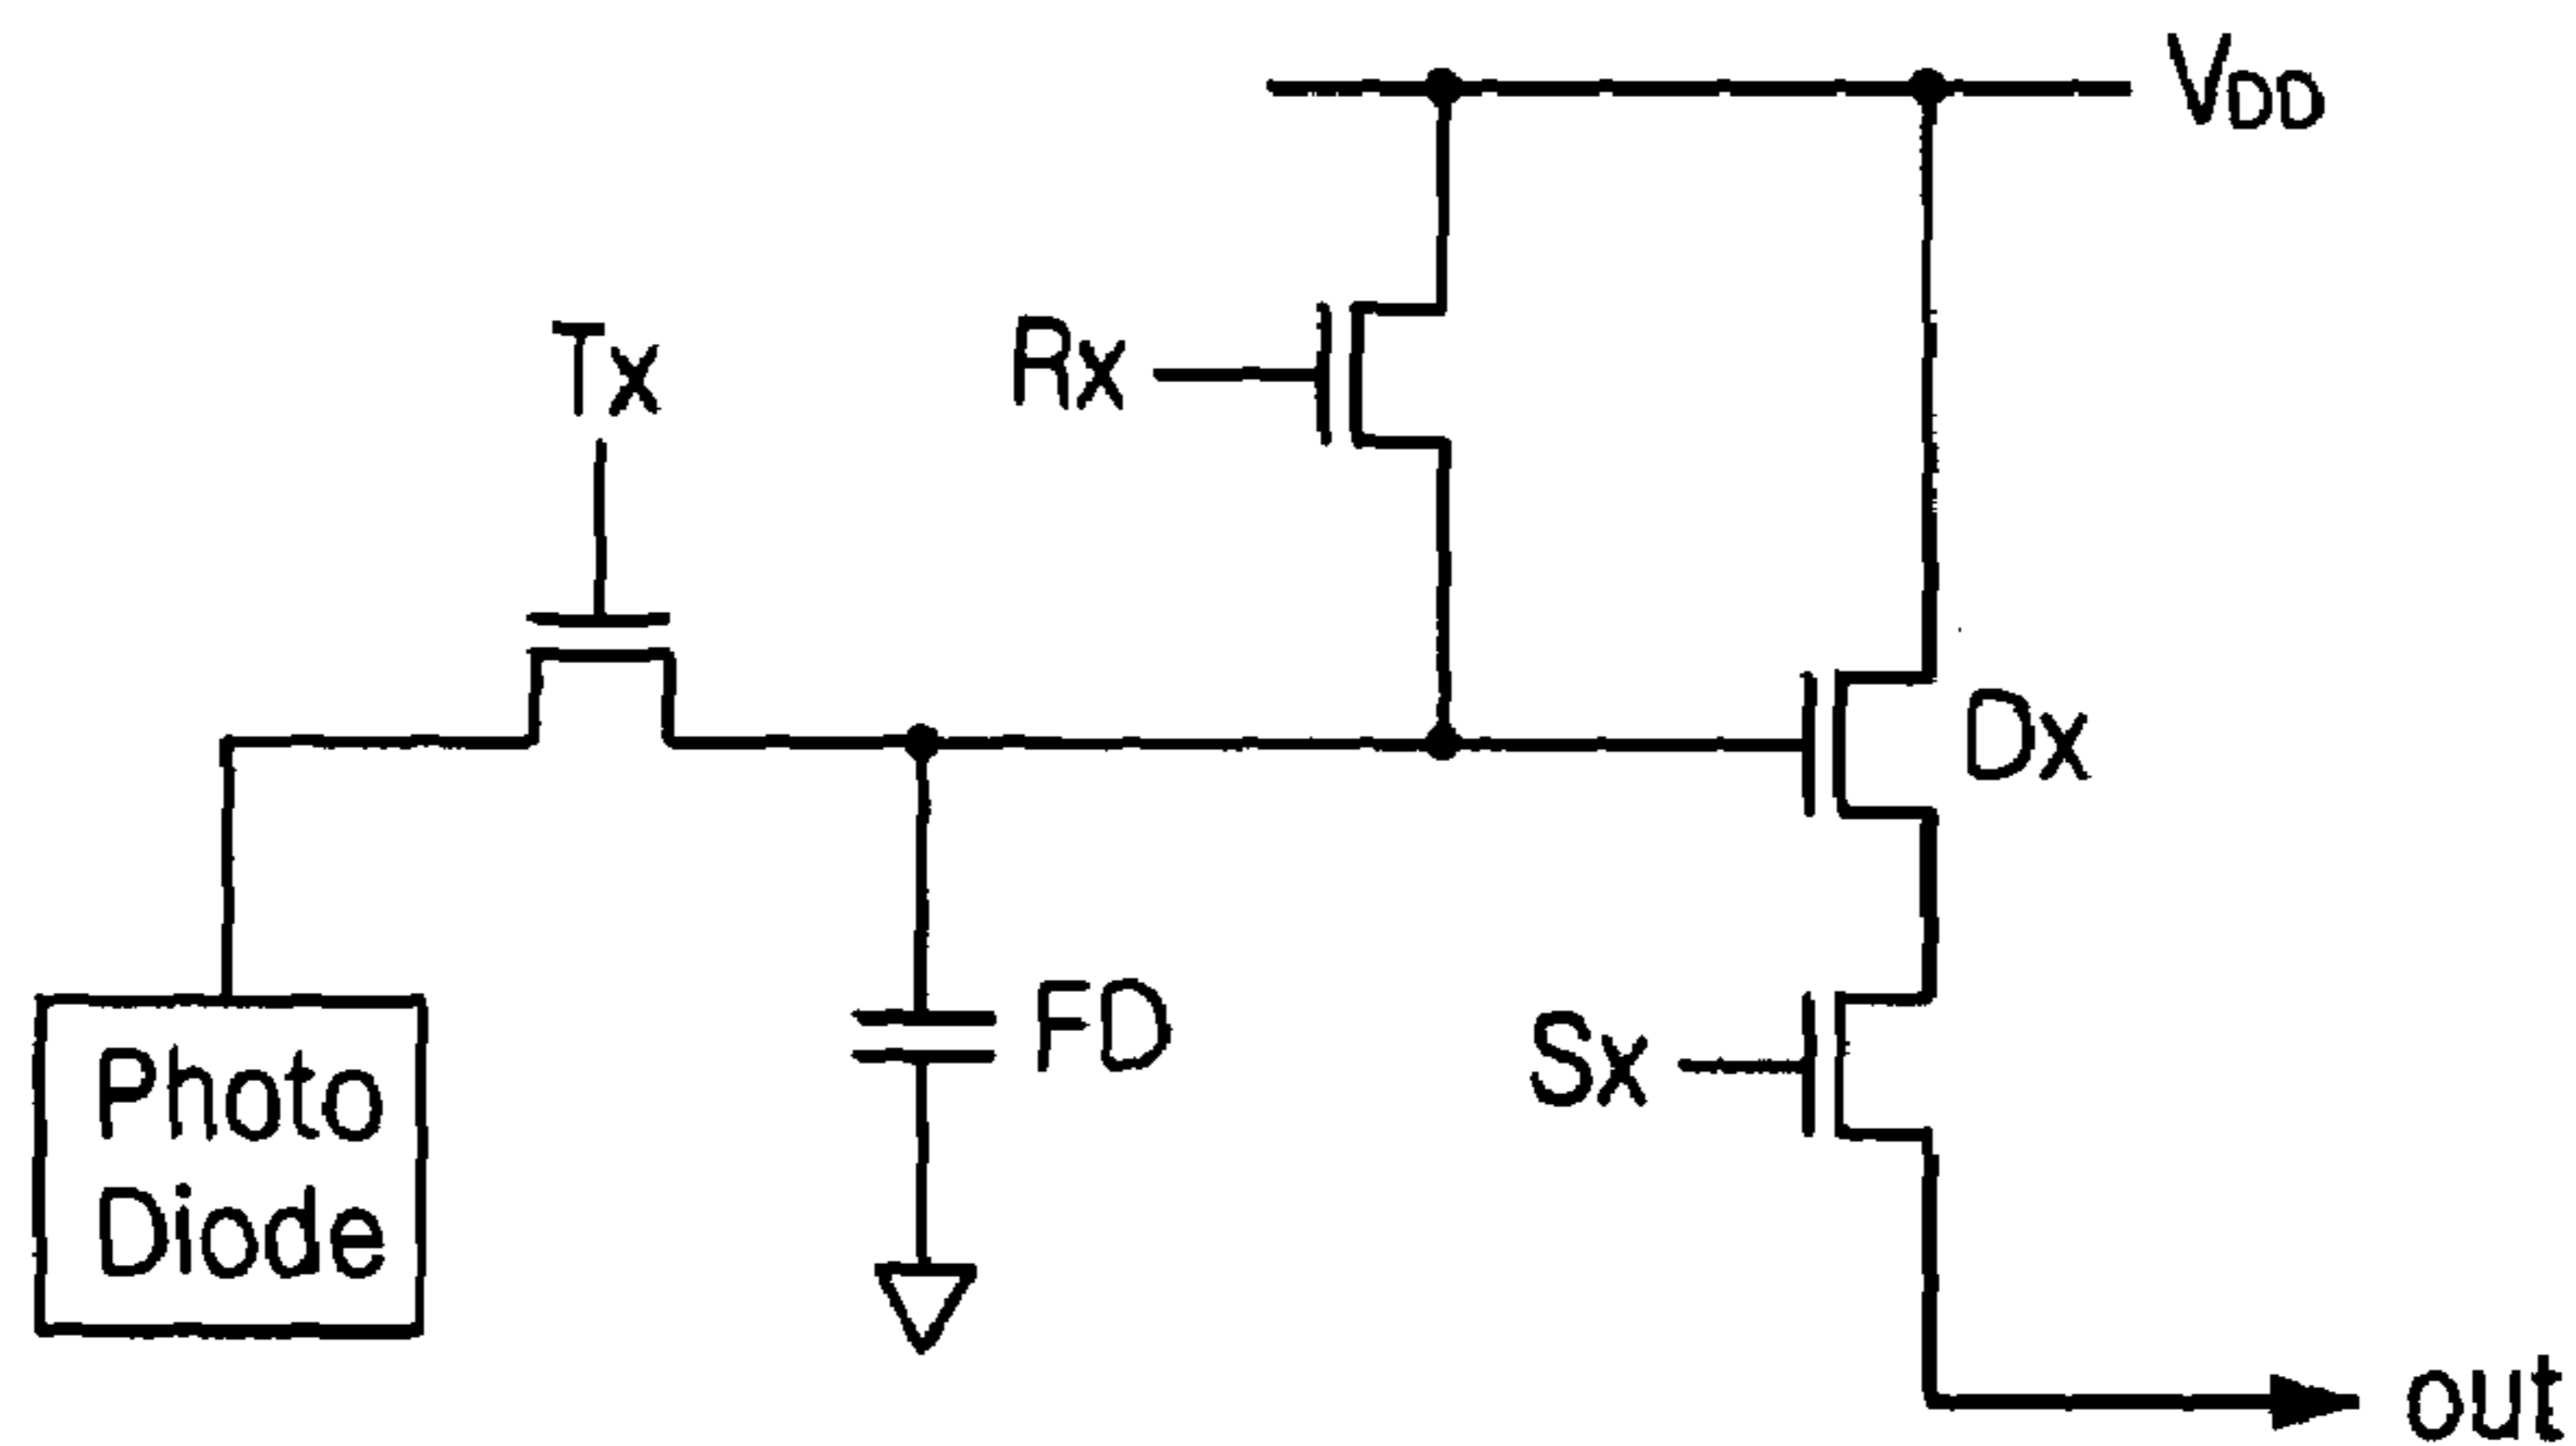 VDD
Tx
Rx
Dx
FD
Sx
Photo
Diode
out